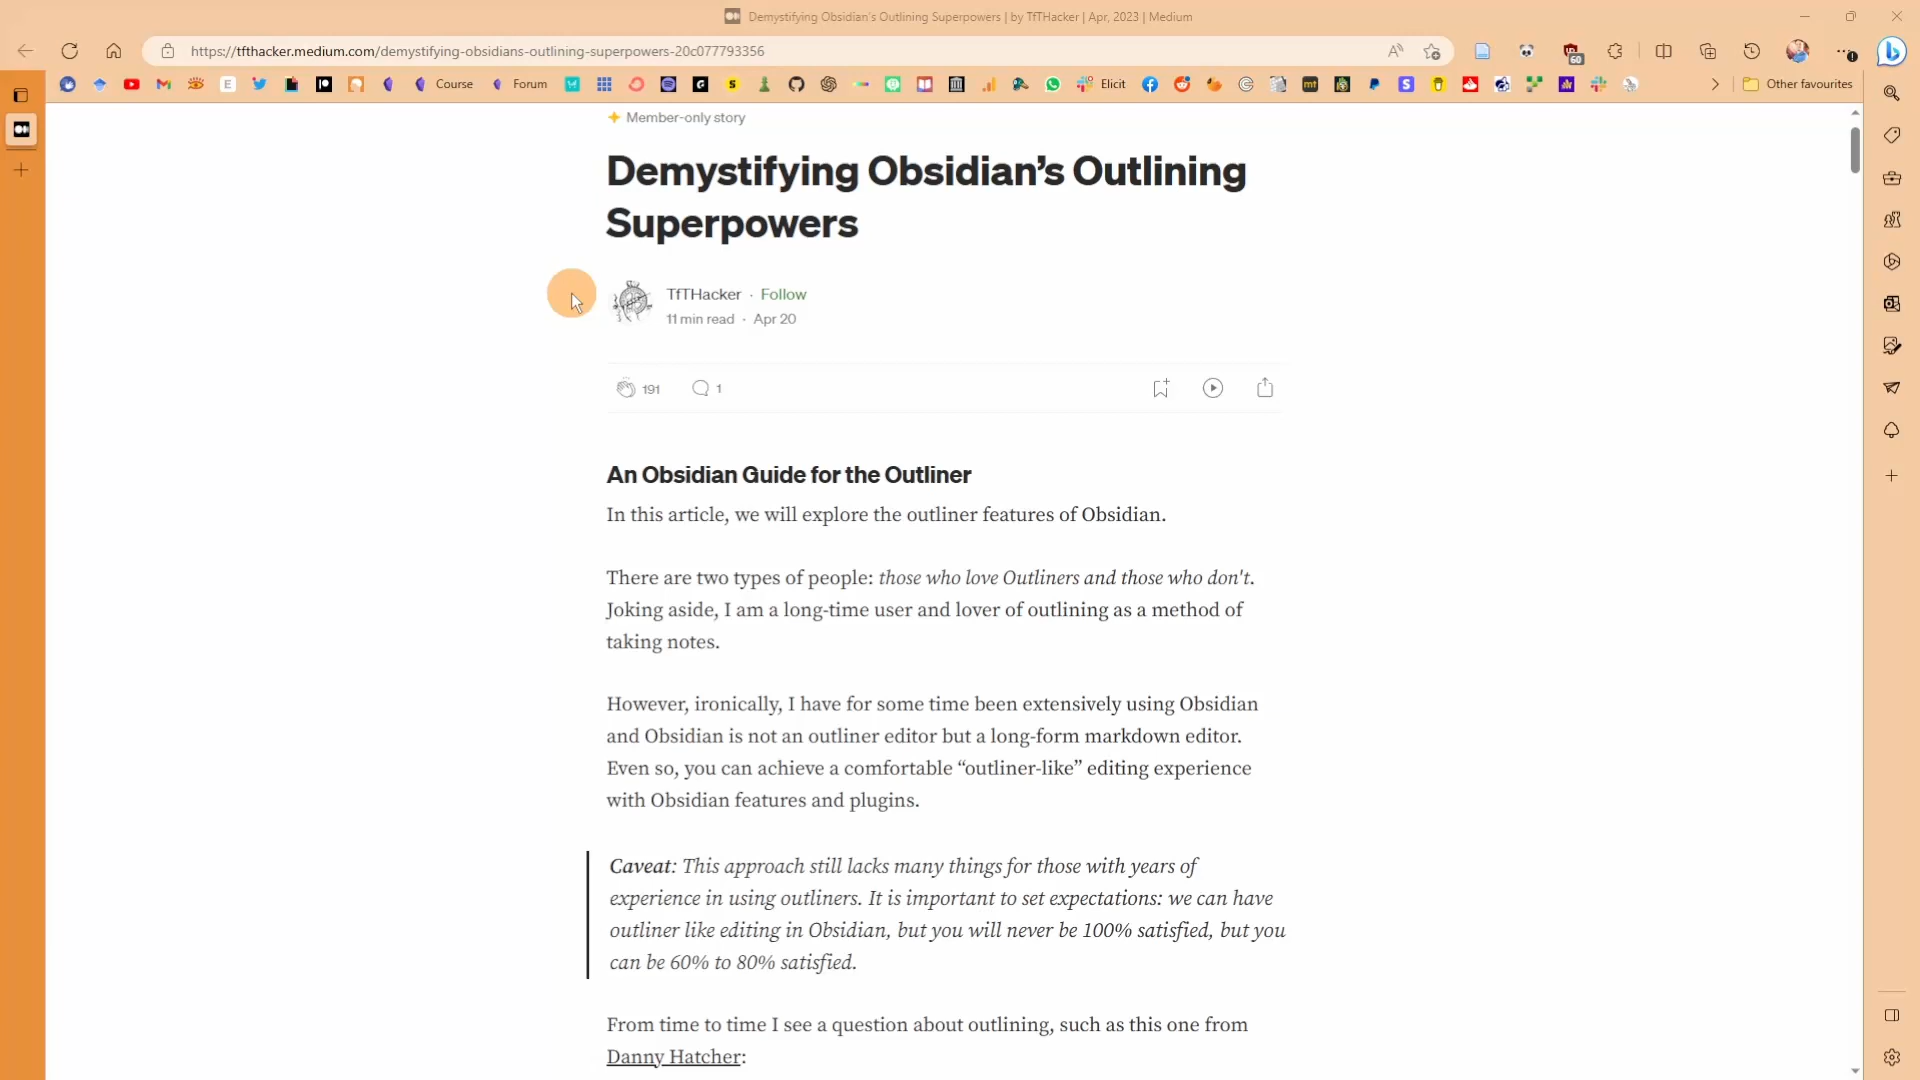 Demystifying Obsidian's Outlining Superpowers | by TfTHacker | Apr, 2023 | Medium
https://tfthacker.medium.com/demystifying-obsidians-outlining-superpowers-20c077793356
60
Course
Forum
Elicit
Other favourites
Member-only story
Demystifying Obsidian’s Outlining
Superpowers
TfTHacker · Follow
11 min read · Apr 20
191
1
An Obsidian Guide for the Outliner
In this article, we will explore the outliner features of Obsidian.
There are two types of people: those who love Outliners and those who don't.
Joking aside, I am a long-time user and lover of outlining as a method of
taking notes.
However, ironically, I have for some time been extensively using Obsidian
and Obsidian is not an outliner editor but a long-form markdown editor.
Even so, you can achieve a comfortable “outliner-like” editing experience
with Obsidian features and plugins.
Caveat: This approach still lacks many things for those with years of
experience in using outliners. It is important to set expectations: we can have
outliner like editing in Obsidian, but you will never be 100% satisfied, but you
can be 60% to 80% satisfied.
From time to time I see a question about outlining, such as this one from
Danny Hatcher: